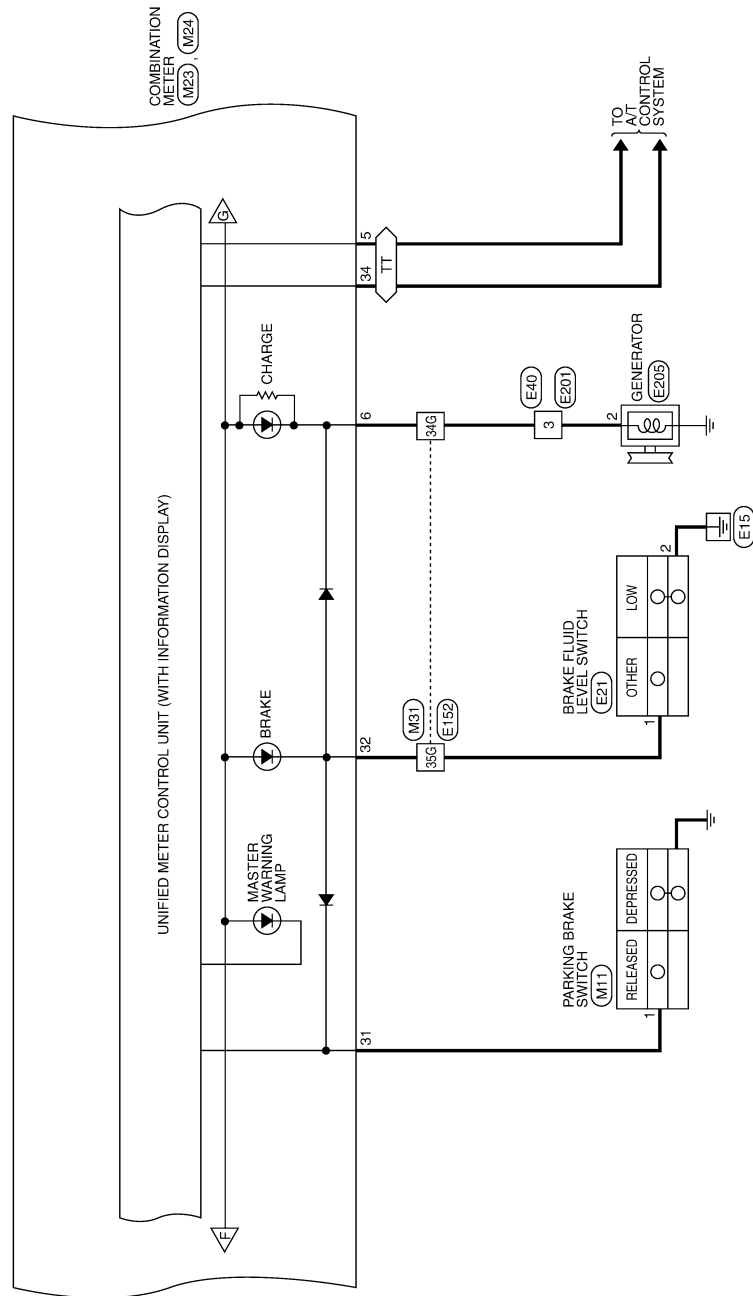 COMBINATION
METER
M23 , M24
UNIFIED METER CONTROL UNIT (WITH INFORMATION DISPLAY)
F
G
MASTER
WARNING
LAMP
BRAKE
CHARGE
31
32
6
34
5
TT
M31
35G
E152
34G
E40
3
E201
TO
A/T
CONTROL
SYSTEM
PARKING BRAKE
SWITCH
M11
1
RELEASED
DEPRESSED
BRAKE FLUID
LEVEL SWITCH
E21
1
OTHER
LOW
2
E15
2
GENERATOR
E205